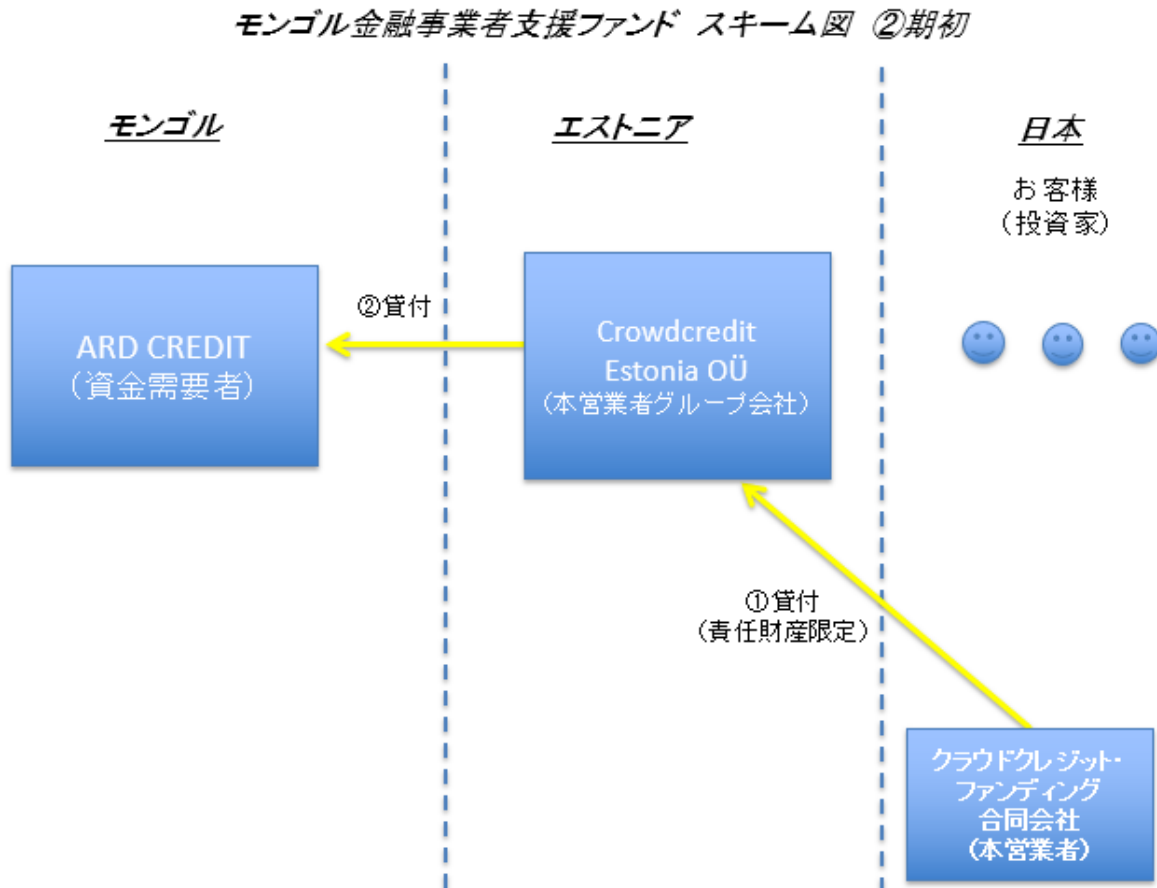 モンゴル金融事業者支援ファンド スキーム図 ②期初
モンゴル
エストニア
日本
お客様
（投資家）
ARD CREDIT
（資金需要者）
②貸付
Crowdcredit
Estonia OÜ
（本営業者グループ会社）
①貸付
（責任財産限定）
クラウドクレジット・
ファンディング
合同会社
（本営業者）